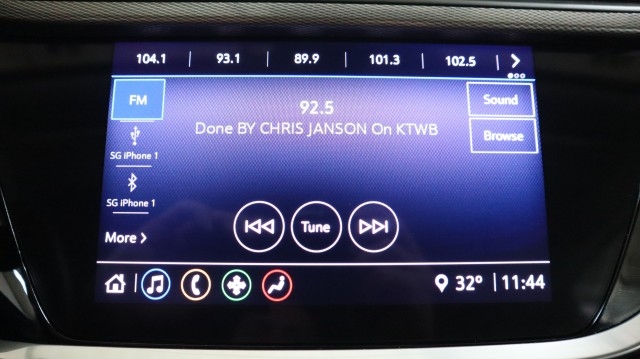 104.1 93.1 89.9 101.3 102.5
FM
92.5
Done BY CHRIS JANSON On KTWB
Sound
Browse
SG iPhone 1
SG iPhone 1
More
Tune
32° 11:44